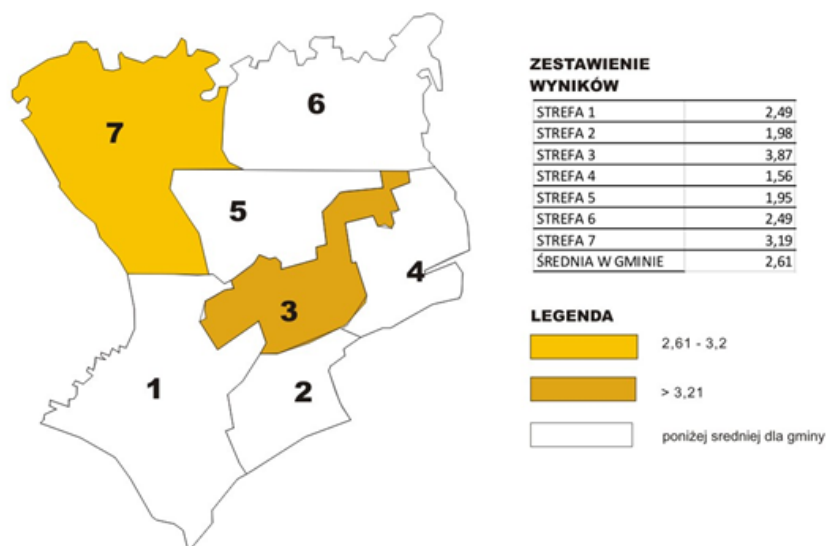 7
6
5
4
3
1
2
ZESTAWIENIE
WYNIKÓW
STREFA 1 2,49
STREFA 2 1,98
STREFA 3 3,87
STREFA 4 1,56
STREFA 5 1,95
STREFA 6 2,49
STREFA 7 3,19
ŚREDNIA W GMINIE 2,61
LEGENDA
2,61 - 3,2
> 3,21
poniżej sredniej dla gminy